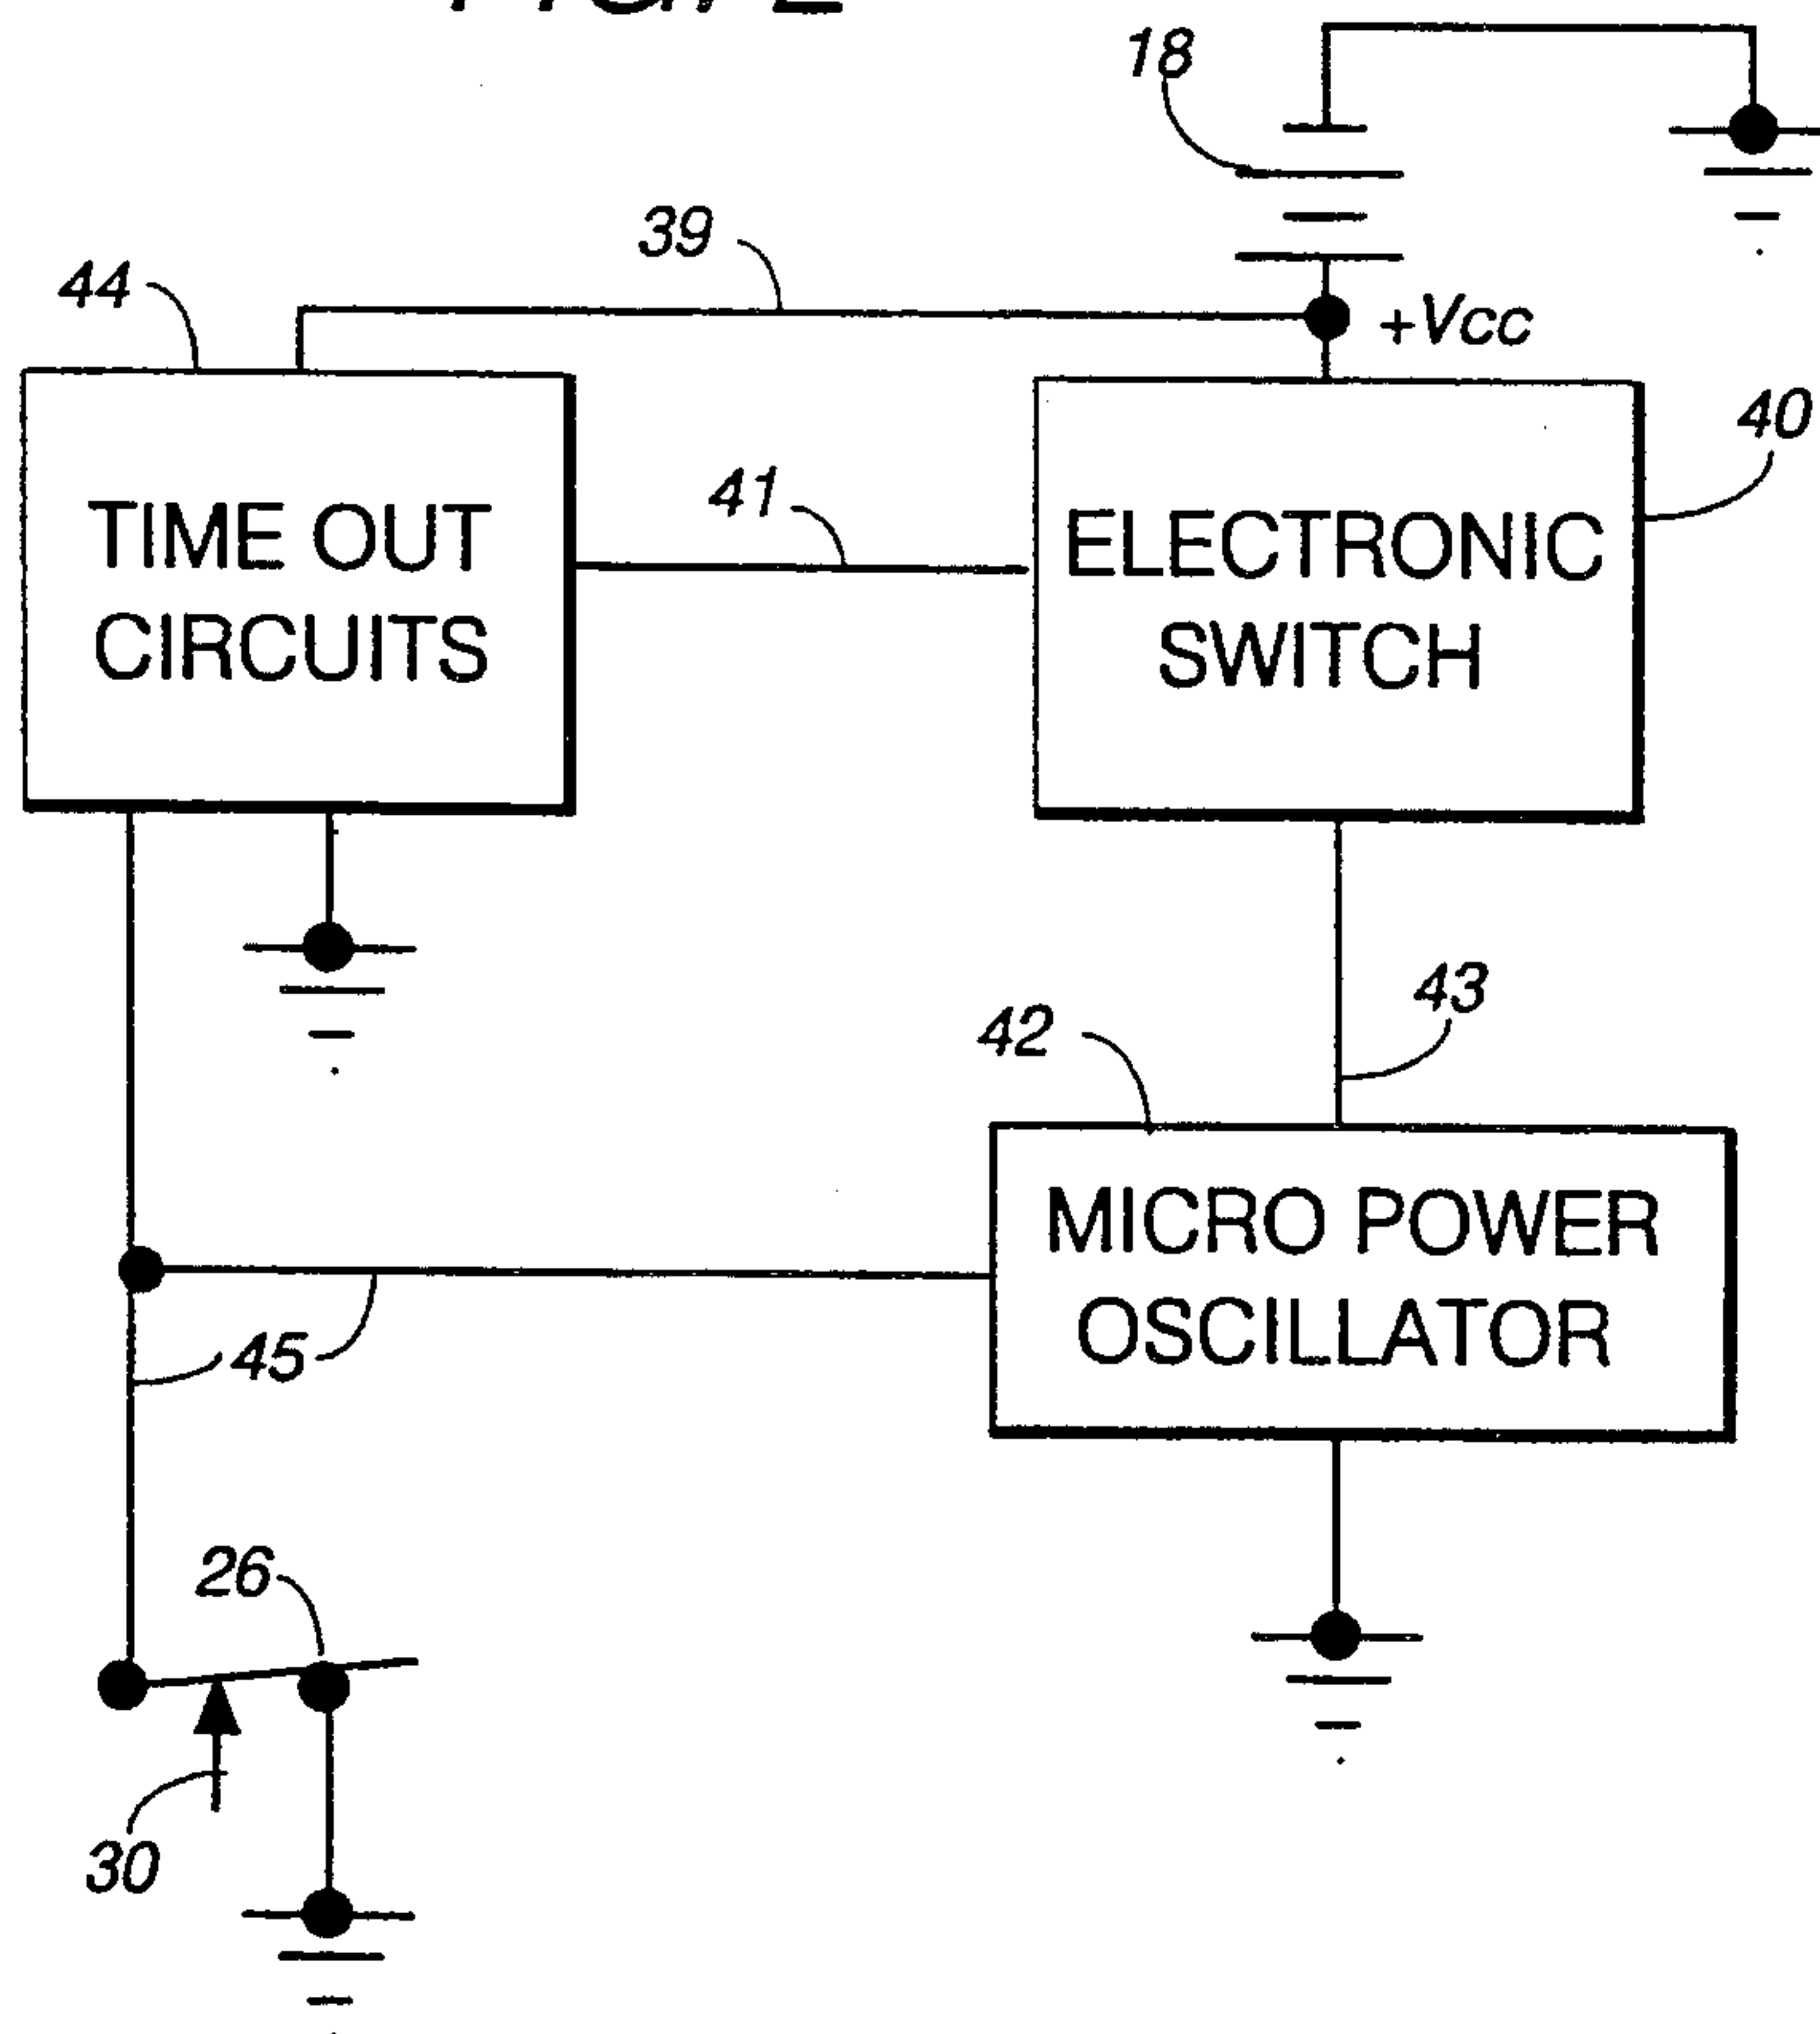 18
39
44
+Vcc
40
41
TIME OUT
CIRCUITS
ELECTRONIC
SWITCH
43
42
MICRO POWER
OSCILLATOR
45
26
30